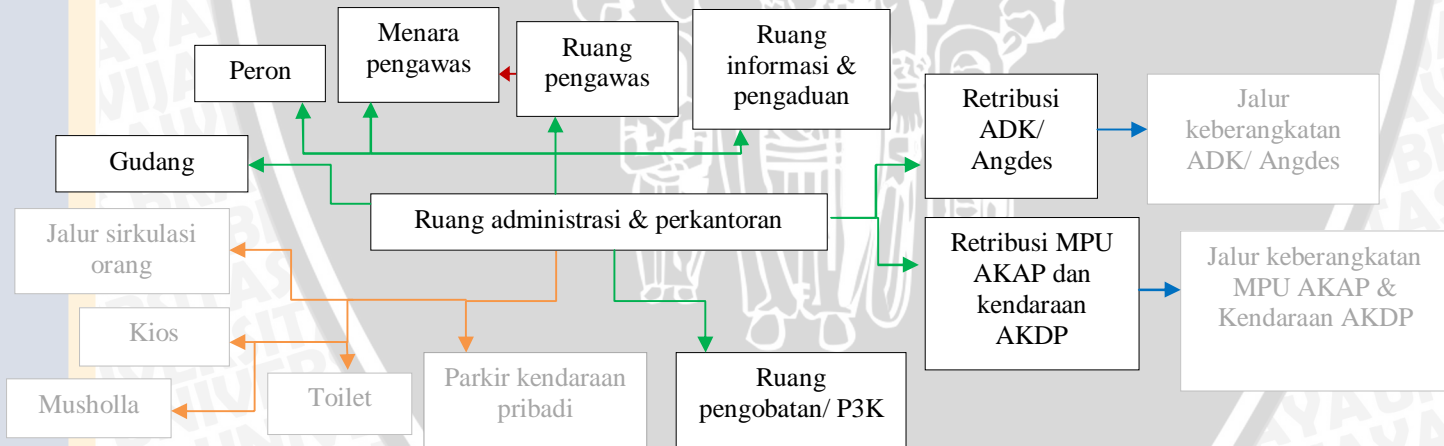 Menara
pengawas
Ruang
pengawas
Ruang
informasi &
pengaduan
Peron
Retribusi
ADK/
Angdes
Jalur
keberangkatan
ADK/ Angdes
Gudang
Ruang administrasi & perkantoran
Jalur sirkulasi
orang
Retribusi MPU
AKAP dan
kendaraan
AKDP
Jalur keberangkatan
MPU AKAP &
Kendaraan AKDP
Kios
Musholla
Toilet
Parkir kendaraan
pribadi
Ruang
pengobatan/ P3K